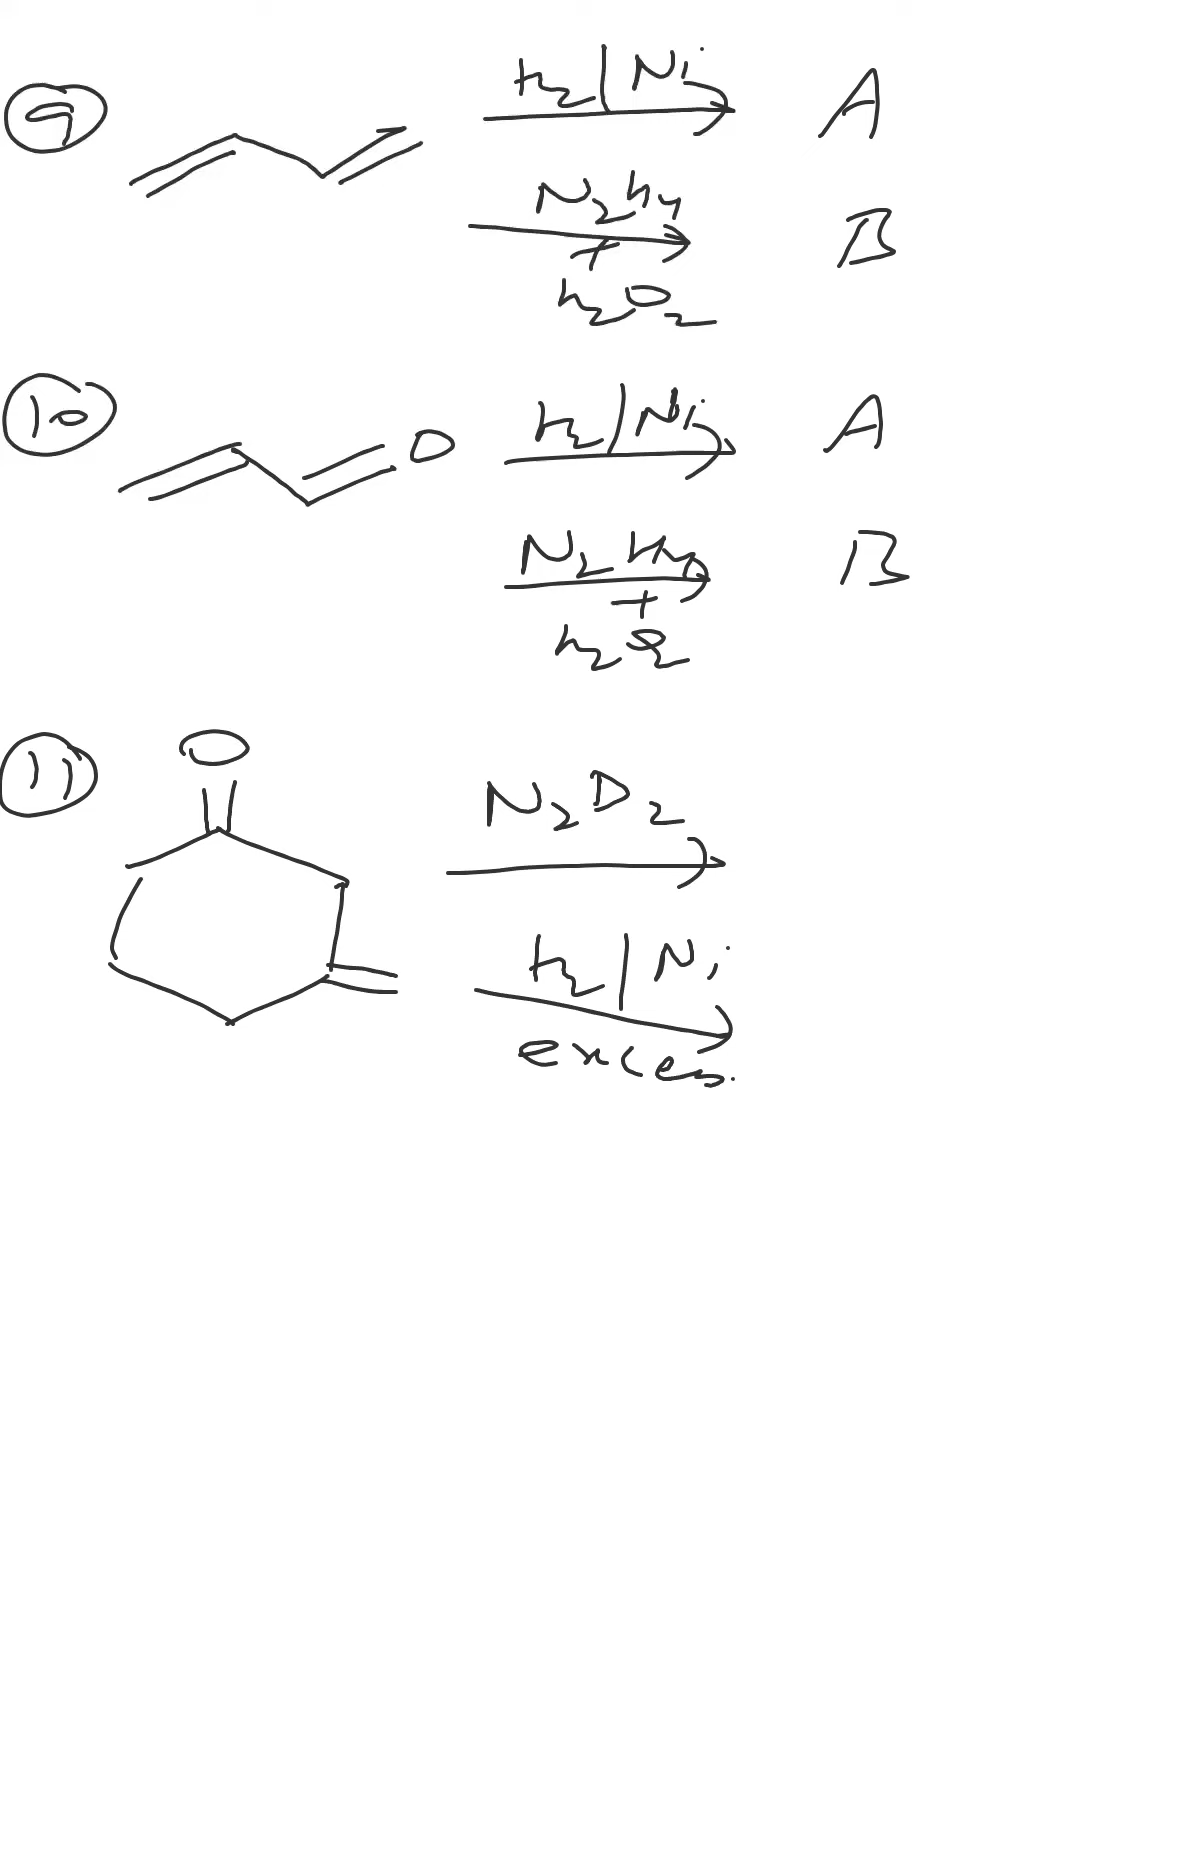 9
H2/Ni
A
N2H4
+
H2O2
B
10
O
H2/Ni
A
N2H4
+
H2O2
B
11
O
N2D2
H2/Ni
excess.